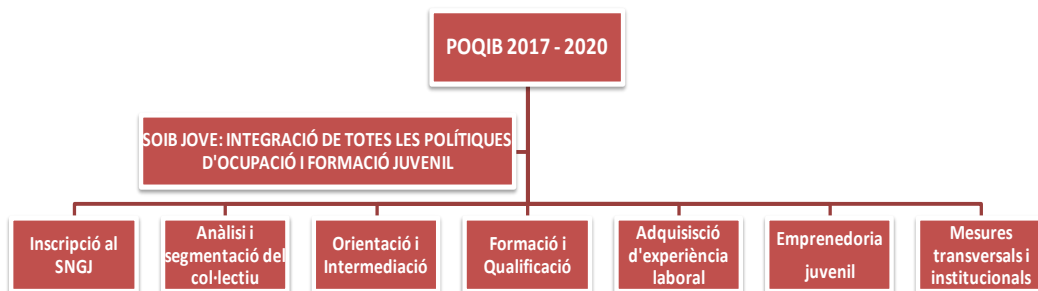 POQIB 2017 - 2020
SOIB JOVE: INTEGRACIÓ DE TOTES LES POLÍTIQUES
D'OCUPACIÓ I FORMACIÓ JUVENIL
Inscripció al
SNGJ
Anàlisi i
segmentació del
col·lectiu
Orientació i
Intermediació
Formació i
Qualificació
Adquisiscció
d'experiència
laboral
Emprenedoria
juvenil
Mesures
transversals i
institucionals